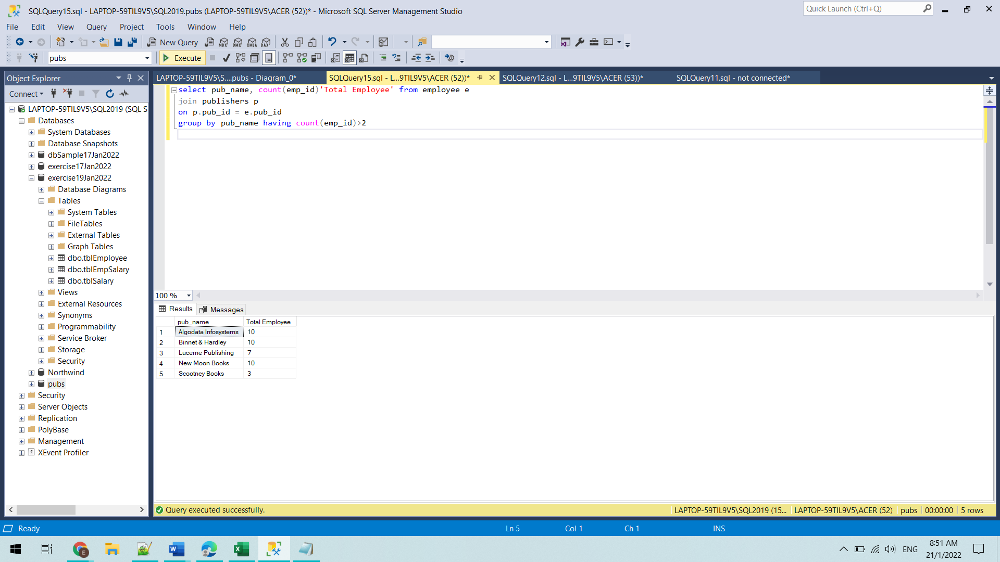 SQLQuery15.sql - LAPTOP-59TIL9V5\SQL2019.pubs (LAPTOP-59TIL9V5\ACER (52))* - Microsoft SQL Server Management Studio
Quick Launch (Ctrl+Q)
File Edit View Query Project Tools Window Help
New Query MDX DMX XMLA DAX
pubs
Execute
Object Explorer
LAPTOP-59TIL9V5\S....pubs - Diagram_0*
SQLQuery15.sql - L...9TIL9V5\ACER (52))*
SQLQuery12.sql - L...9TIL9V5\ACER (53))*
SQLQuery11.sql - not connected*
Connect
LAPTOP-59TIL9V5\SQL2019 (SQL S
Databases
System Databases
Database Snapshots
dbSample17Jan2022
exercise17Jan2022
exercise19Jan2022
Database Diagrams
Tables
System Tables
FileTables
External Tables
Graph Tables
dbo.tblEmployee
dbo.tblEmpSalary
dbo.tblSalary
Views
External Resources
Synonyms
Programmability
Service Broker
Storage
Security
Northwind
pubs
Security
Server Objects
Replication
PolyBase
Management
XEvent Profiler
select pub_name, count(emp_id)'Total Employee' from employee e
join publishers p
on p.pub_id = e.pub_id
group by pub_name having count(emp_id)>2
100 %
Results Messages
pub_name Total Employee
1 Algodata Infosystems 10
2 Binnet & Hardley 10
3 Lucerne Publishing 7
4 New Moon Books 10
5 Scootney Books 3
Query executed successfully.
LAPTOP-59TIL9V5\SQL2019 (15... LAPTOP-59TIL9V5\ACER (52) pubs 00:00:00 5 rows
Ready Ln 5 Col 1 Ch 1 INS
ENG
8:51 AM
21/1/2022